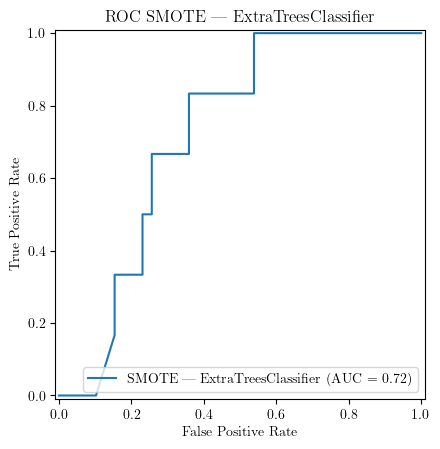 ROC SMOTE — ExtraTreesClassifier
1.0
0.8
0.6
0.4
0.2
0.0
True Positive Rate
SMOTE — ExtraTreesClassifier (AUC = 0.72)
0.0 0.2 0.4 0.6 0.8 1.0
False Positive Rate